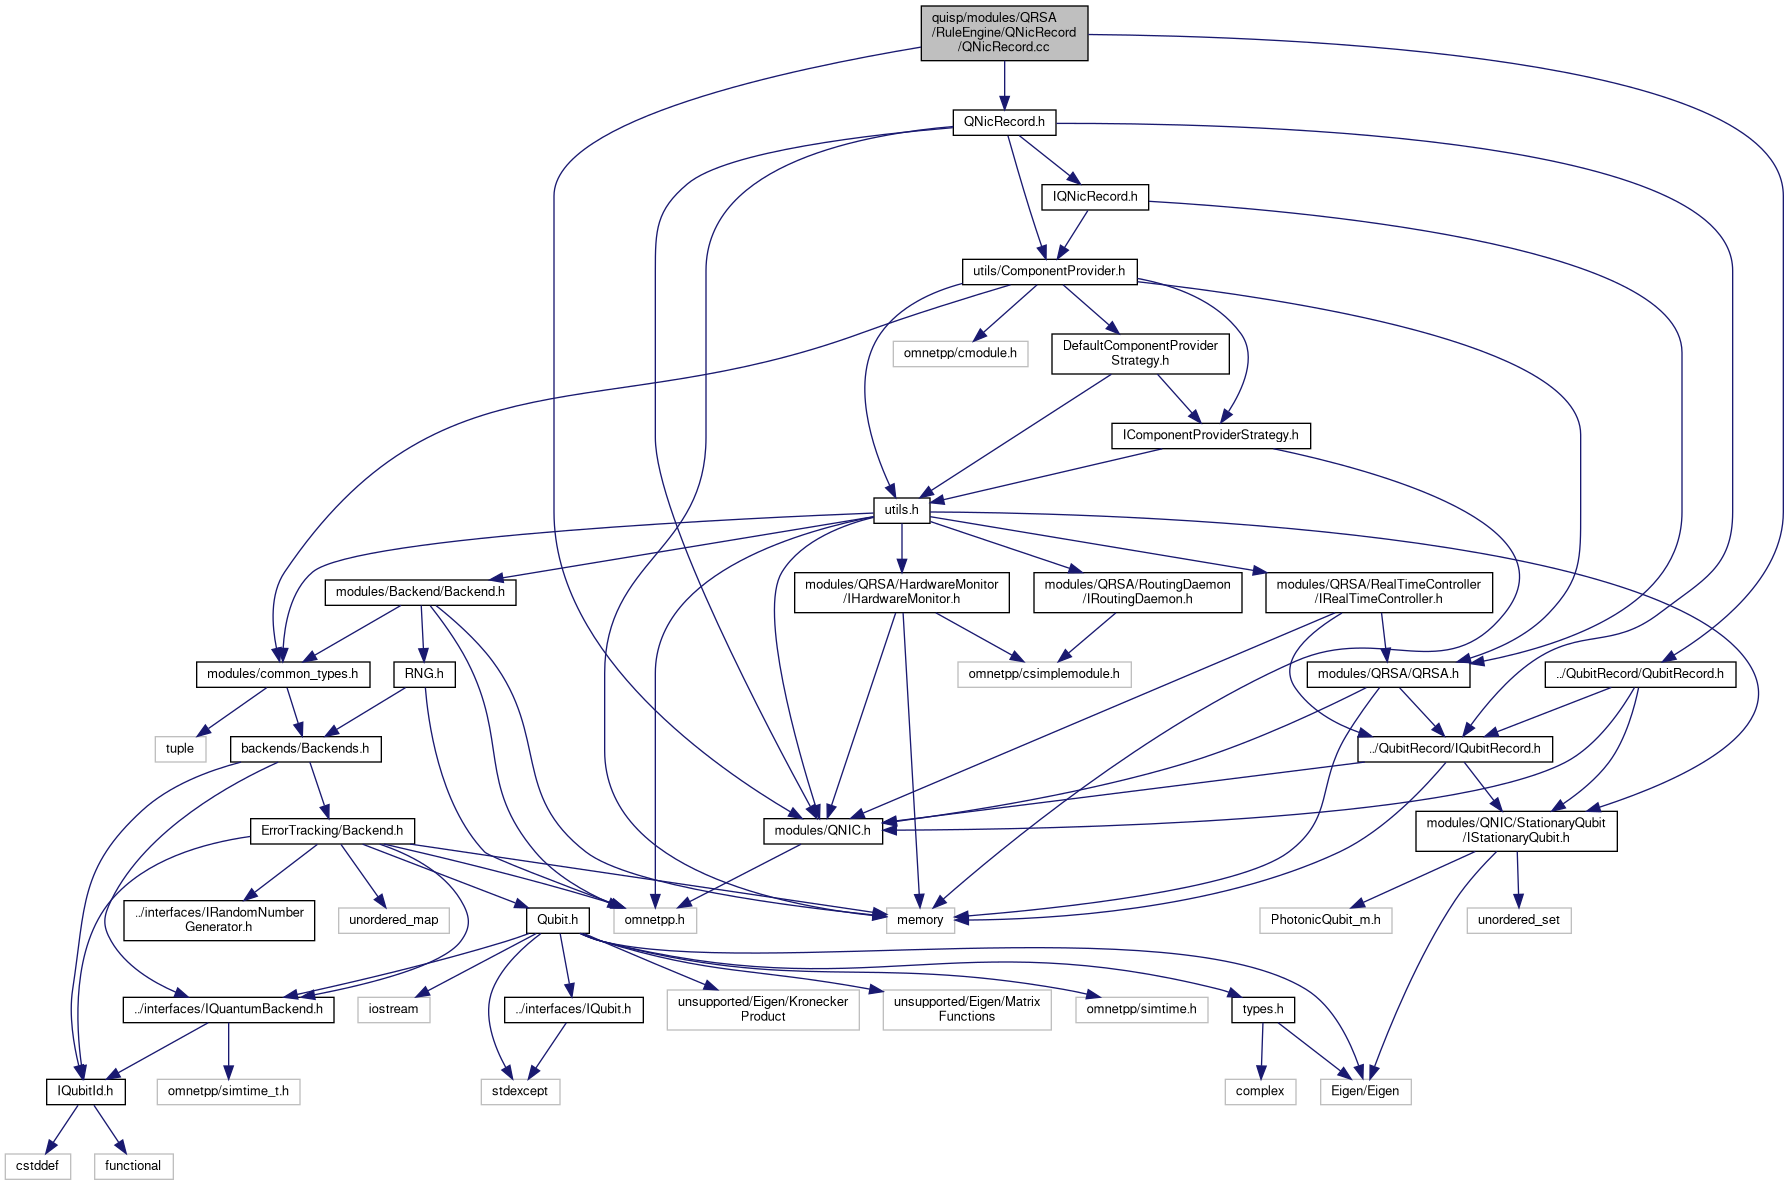 quisp/modules/QRSA
/RuleEngine/QNicRecord
/QNicRecord.cc
QNicRecord.h
IQNicRecord.h
utils/ComponentProvider.h
omnetpp/cmodule.h
DefaultComponentProvider
Strategy.h
IComponentProviderStrategy.h
utils.h
modules/Backend/Backend.h
modules/QRSA/HardwareMonitor
/IHardwareMonitor.h
modules/QRSA/RoutingDaemon
/IRoutingDaemon.h
modules/QRSA/RealTimeController
/IRealTimeController.h
modules/common_types.h
RNG.h
omnetpp/csimplemodule.h
modules/QRSA/QRSA.h
../QubitRecord/QubitRecord.h
tuple
backends/Backends.h
../QubitRecord/IQubitRecord.h
ErrorTracking/Backend.h
modules/QNIC.h
modules/QNIC/StationaryQubit
/IStationaryQubit.h
../interfaces/IRandomNumber
Generator.h
unordered_map
Qubit.h
omnetpp.h
memory
PhotonicQubit_m.h
unordered_set
../interfaces/IQuantumBackend.h
iostream
../interfaces/IQubit.h
unsupported/Eigen/Kronecker
Product
unsupported/Eigen/Matrix
Functions
omnetpp/simtime.h
types.h
IQubitId.h
omnetpp/simtime_t.h
stdexcept
complex
Eigen/Eigen
cstddef
functional